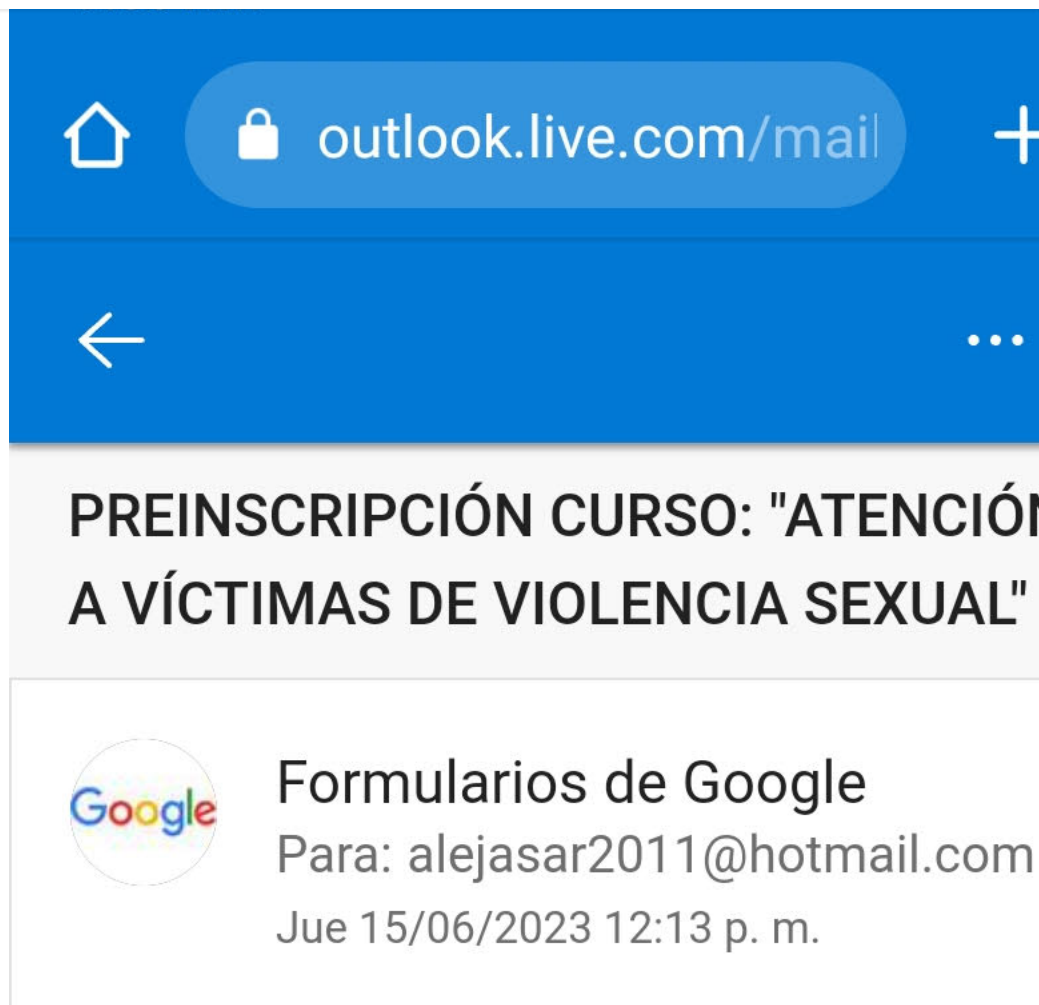 outlook.live.com/mail
PREINSCRIPCIÓN CURSO: "ATENCIÓN
A VÍCTIMAS DE VIOLENCIA SEXUAL"
Google
Formularios de Google
Para: alejasar2011@hotmail.com
Jue 15/06/2023 12:13 p. m.